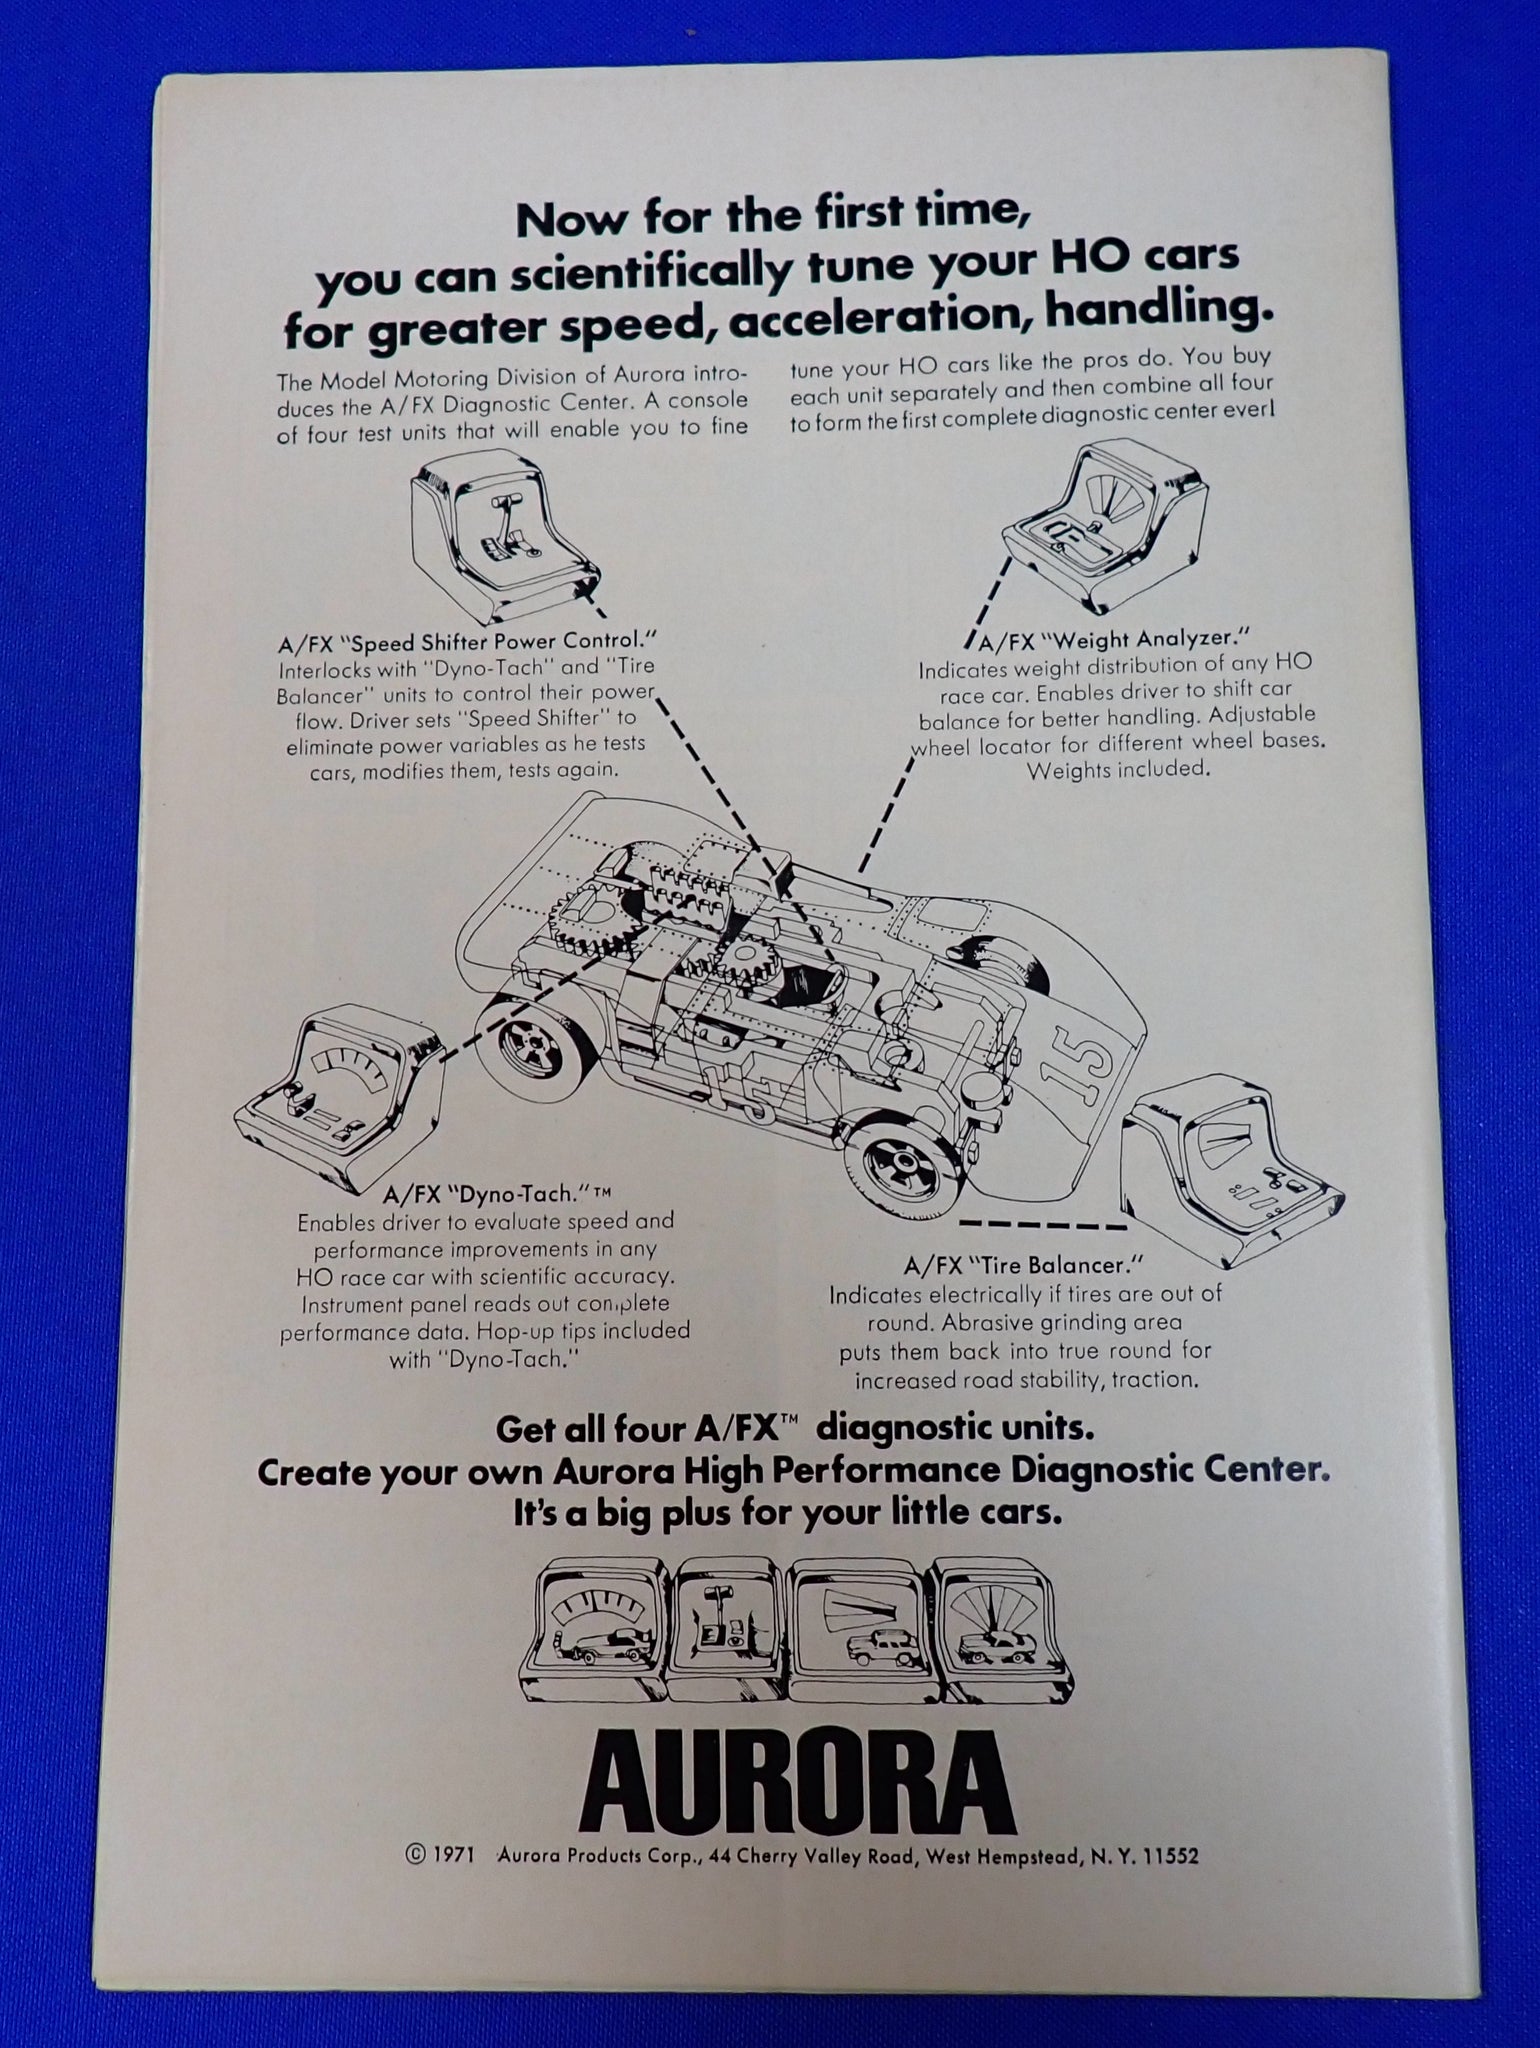 Now for the first time,
you can scientifically tune your HO cars
for greater speed, acceleration, handling.
The Model Motoring Division of Aurora intro-
duces the A/FX Diagnostic Center. A console
of four test units that will enable you to fine
tune your HO cars like the pros do. You buy
each unit separately and then combine all four
to form the first complete diagnostic center ever!
A/FX "Speed Shifter Power Control."
Interlocks with "Dyno-Tach" and "Tire
Balancer" units to control their power
flow. Driver sets "Speed Shifter" to
eliminate power variables as he tests
cars, modifies them, tests again.
A/FX "Weight Analyzer."
Indicates weight distribution of any HO
race car. Enables driver to shift car
balance for better handling. Adjustable
wheel locator for different wheel bases.
Weights included.
15
15
A/FX "Dyno-Tach."™
Enables driver to evaluate speed and
performance improvements in any
HO race car with scientific accuracy.
Instrument panel reads out complete
performance data. Hop-up tips included
with "Dyno-Tach."
A/FX "Tire Balancer."
Indicates electrically if tires are out of
round. Abrasive grinding area
puts them back into true round for
increased road stability, traction.
Get all four A/FX™ diagnostic units.
Create your own Aurora High Performance Diagnostic Center.
It's a big plus for your little cars.
AURORA
© 1971 Aurora Products Corp., 44 Cherry Valley Road, West Hempstead, N. Y. 11552